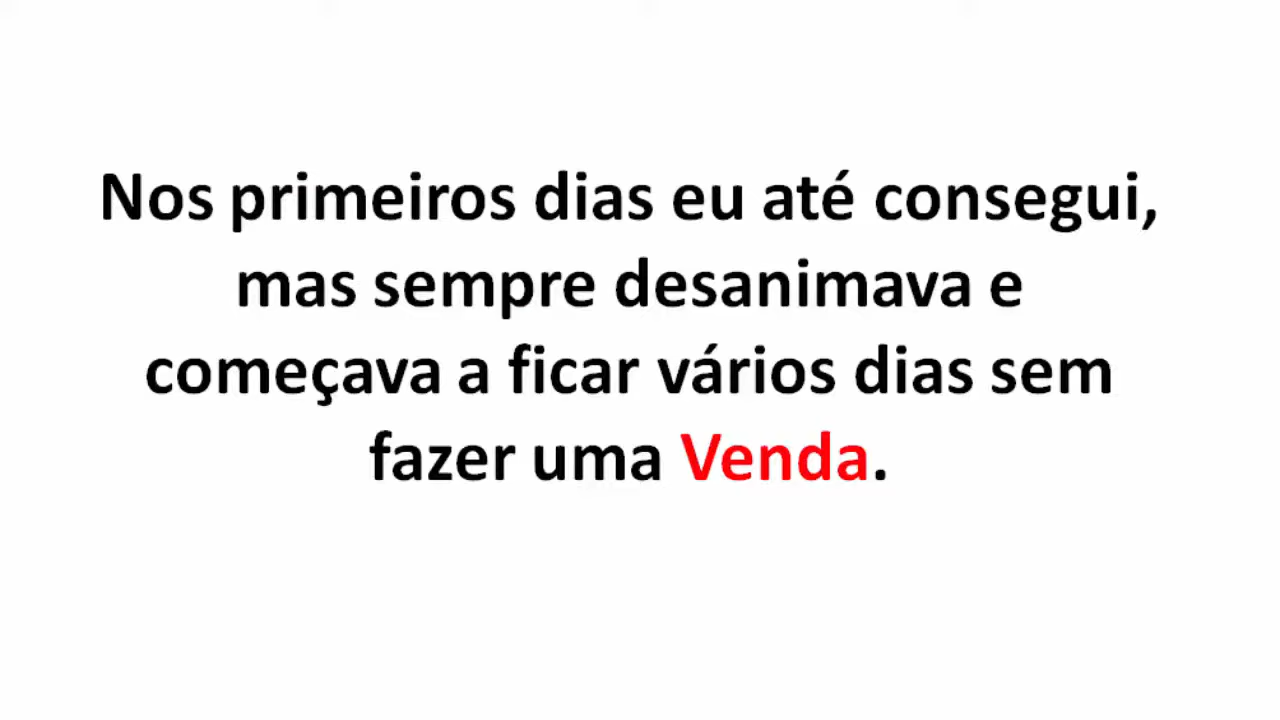 Nos primeiros dias eu até consegui,
mas sempre desanimava e
começava a ficar vários dias sem
fazer uma Venda.